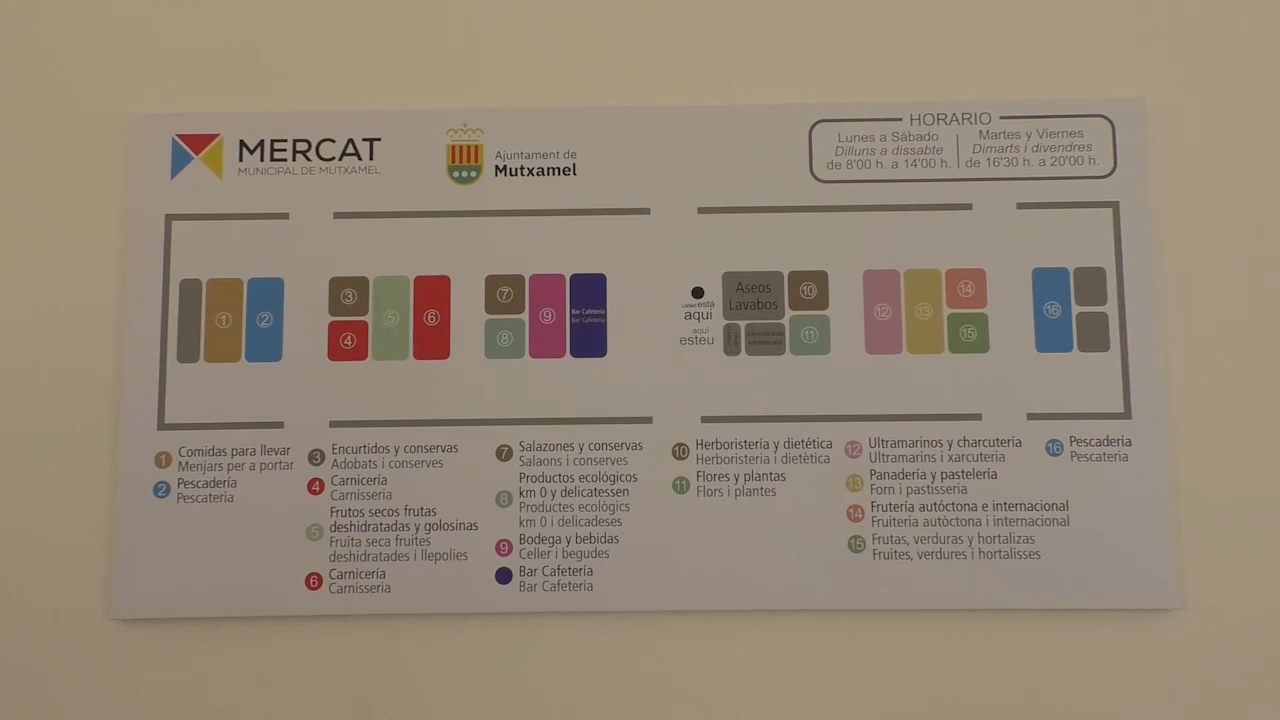 MERCAT
MUNICIPAL DE MUTXAMEL
Ajuntament de
Mutxamel
HORARIO
Lunes a Sábado
Dilluns a dissabte
de 8'00 h. a 14'00 h.
Martes y Viernes
Dimarts i divendres
de 16'30 h. a 20'00 h.
1
2
3
4
5
6
7
8
9
Bar Cafetería
Bar Cafeteria
Usted está
aquí
aquí
esteu
Aseos
Lavabos
Administración
Administració
10
11
12
13
14
15
16
1 Comidas para llevar
Menjars per a portar
2 Pescadería
Pescateria
3 Encurtidos y conservas
Adobats i conserves
4 Carnicería
Carnisseria
5 Frutos secos frutas
deshidratadas y golosinas
Fruita seca fruites
deshidratades i llepolies
6 Carnicería
Carnisseria
7 Salazones y conservas
Salaons i conserves
8 Productos ecológicos
km 0 y delicatessen
Productes ecològics
km 0 i delicadeses
9 Bodega y bebidas
Celler i begudes
Bar Cafetería
Bar Cafeteria
10 Herboristería y dietética
Herboristeria i dietètica
11 Flores y plantas
Flors i plantes
12 Ultramarinos y charcutería
Ultramarins i xarcuteria
13 Panadería y pastelería
Forn i pastisseria
14 Frutería autóctona e internacional
Fruiteria autòctona i internacional
15 Frutas, verduras y hortalizas
Fruites, verdures i hortalisses
16 Pescadería
Pescateria